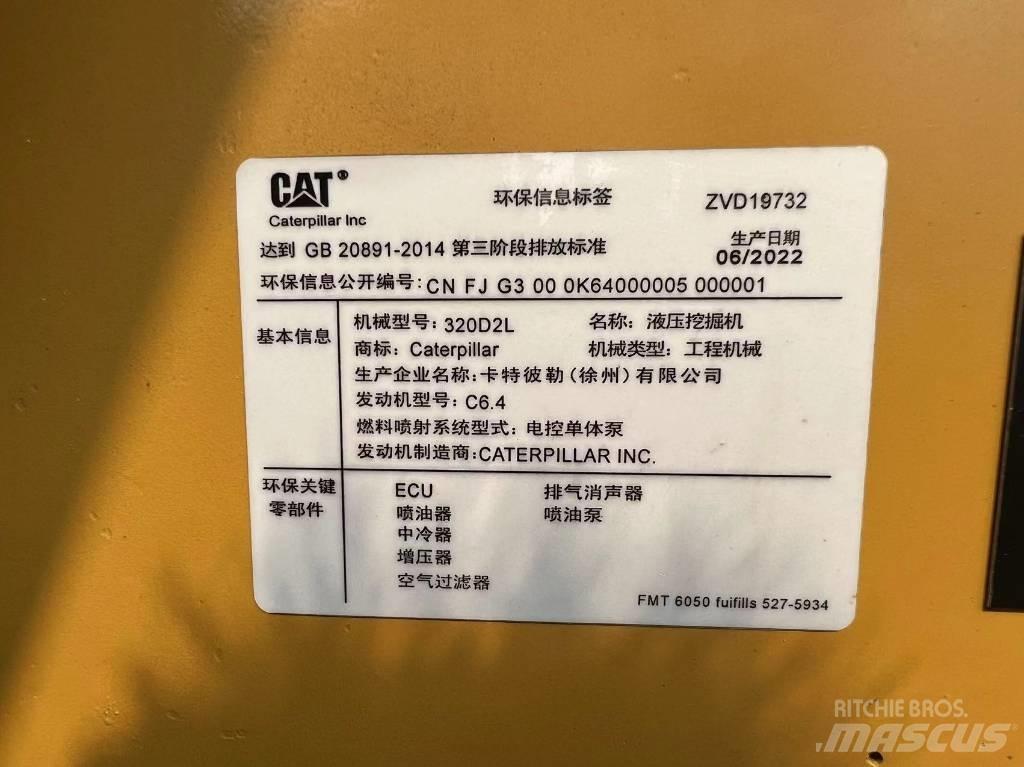 CAT®
Caterpillar Inc
环保信息标签
ZVD19732
达到 GB 20891-2014 第三阶段排放标准
生产日期
06/2022
环保信息公开编号: CN FJ G3 00 0K64000005 000001
基本信息
机械型号: 320D2L 名称: 液压挖掘机
商标: Caterpillar 机械类型: 工程机械
生产企业名称: 卡特彼勒(徐州)有限公司
发动机型号: C6.4
燃料喷射系统型式: 电控单体泵
发动机制造商: CATERPILLAR INC.
环保关键
零部件
ECU 排气消声器
喷油器 喷油泵
中冷器
增压器
空气过滤器
FMT 6050 fuifills 527-5934
RITCHIE BROS.
MASCUS